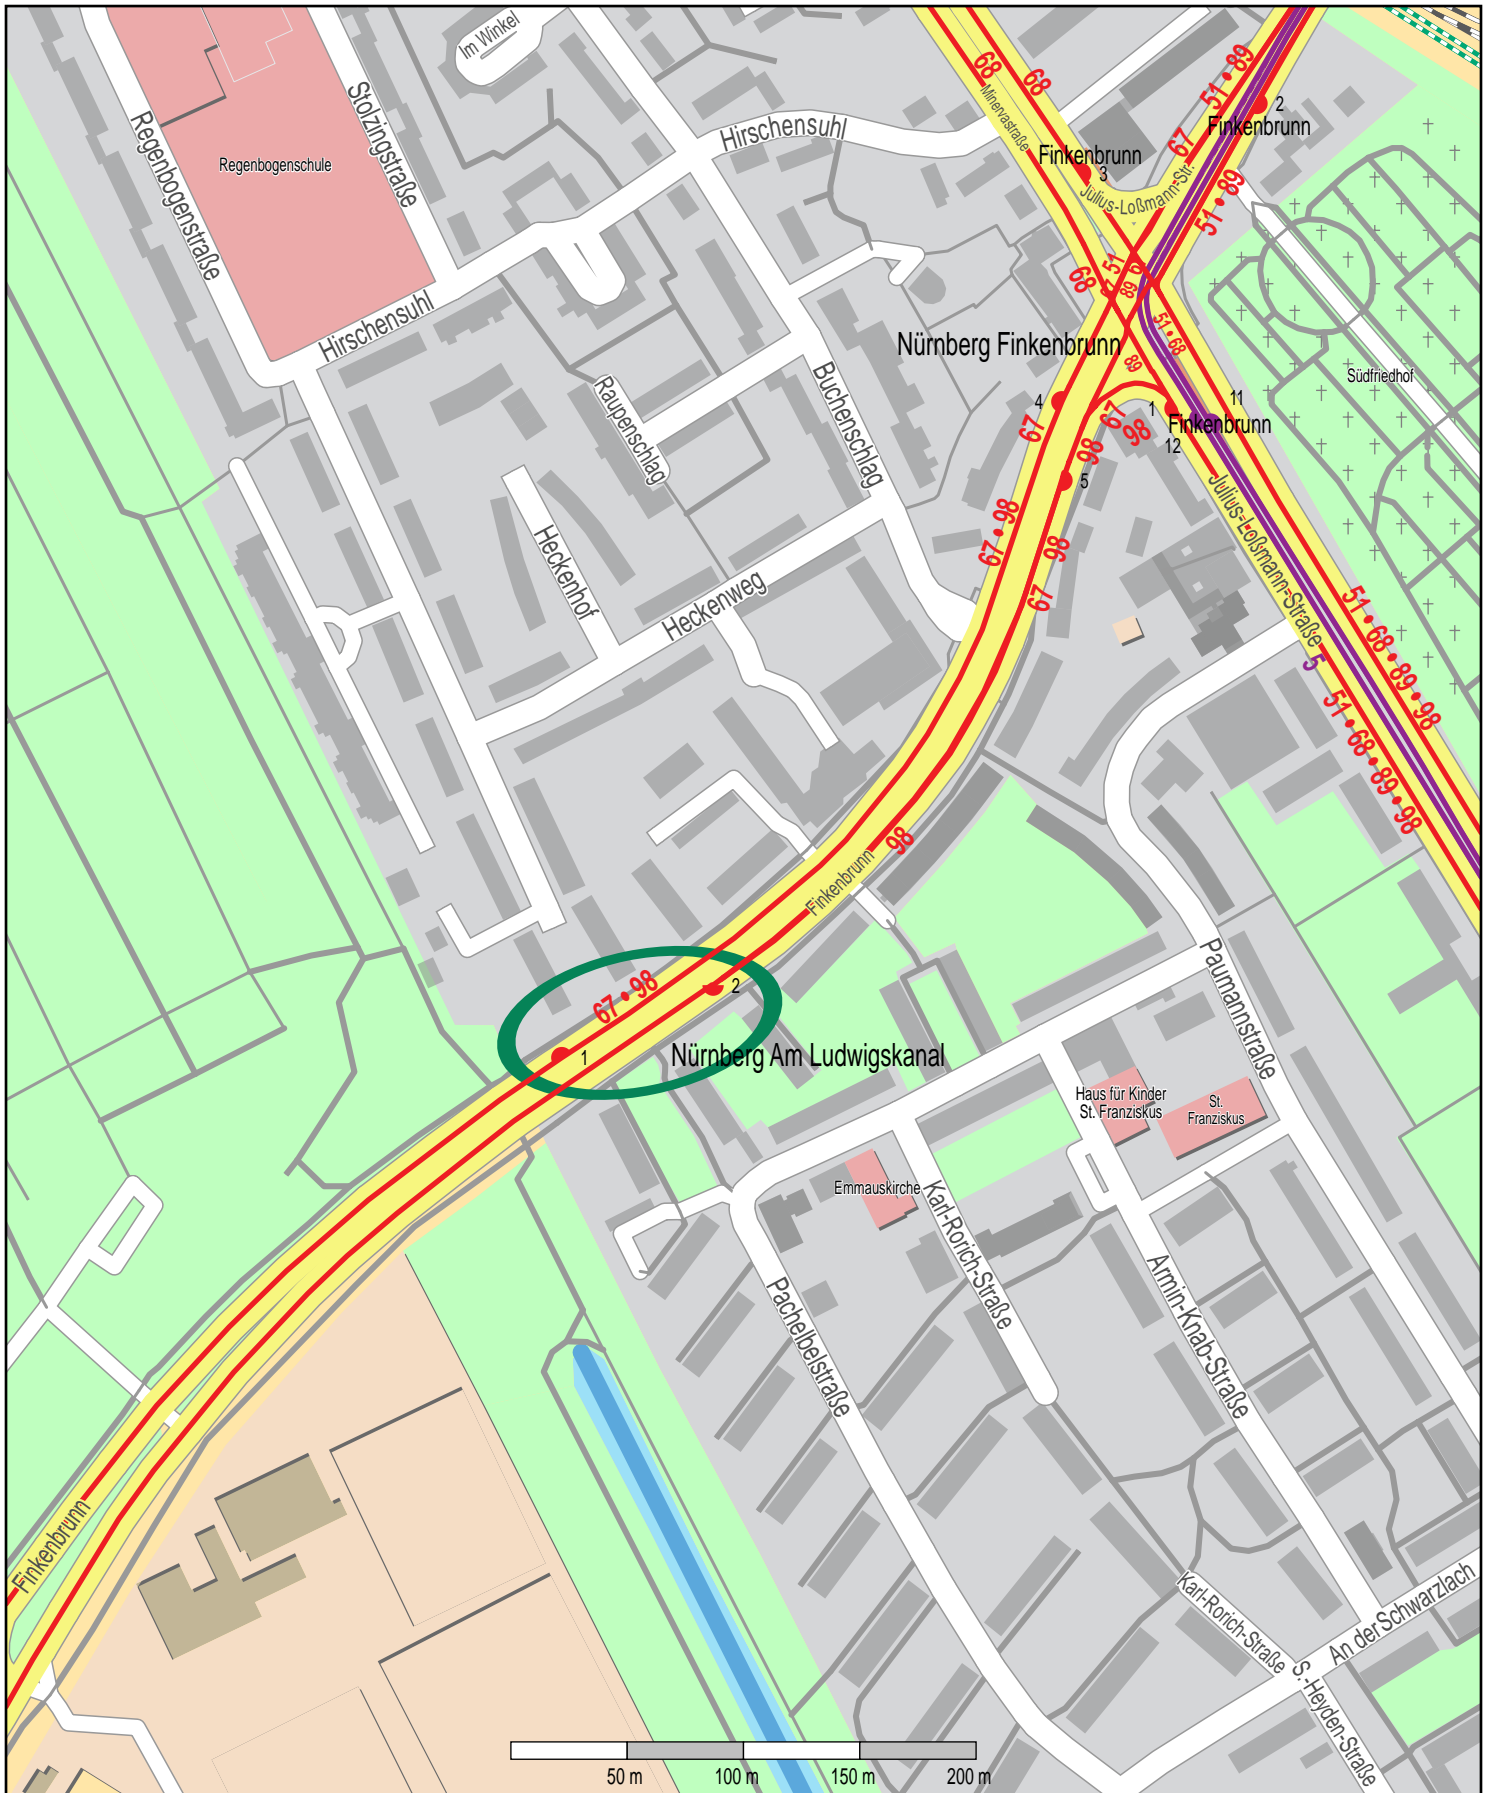 Im Winkel
68
68
51 • 89
2
Finkenbrunn
Minervastraße
Regenbogenstraße
Stolzingstraße
Hirschensuhl
67
Finkenbrunn
3
Regenbogenschule
Julius-Loßmann-Str.
51 • 89
68
51
89
51 • 68
Hirschensuhl
Nürnberg Finkenbrunn
89
Südfriedhof
Raupenschlag
Buchenschlag
4
67
67
98
1
11
Finkenbrunn
12
98
5
Julius-Loßmann-Straße
Heckenhof
67 • 98
98
Heckenweg
67
51 • 68 • 89 • 98
5
51 • 68 • 89 • 98
98
Finkenbrunn
67 • 98
2
1
Nürnberg Am Ludwigskanal
Paumannstraße
Haus für Kinder
St. Franziskus
St.
Franziskus
Emmauskirche
Karl-Rorich-Straße
Armin-Knab-Straße
Pachelbelstraße
Finkenbrunn
Karl-Rorich-Straße
An der Schwarzlach
S.-Heyden-Straße
50 m
100 m
150 m
200 m